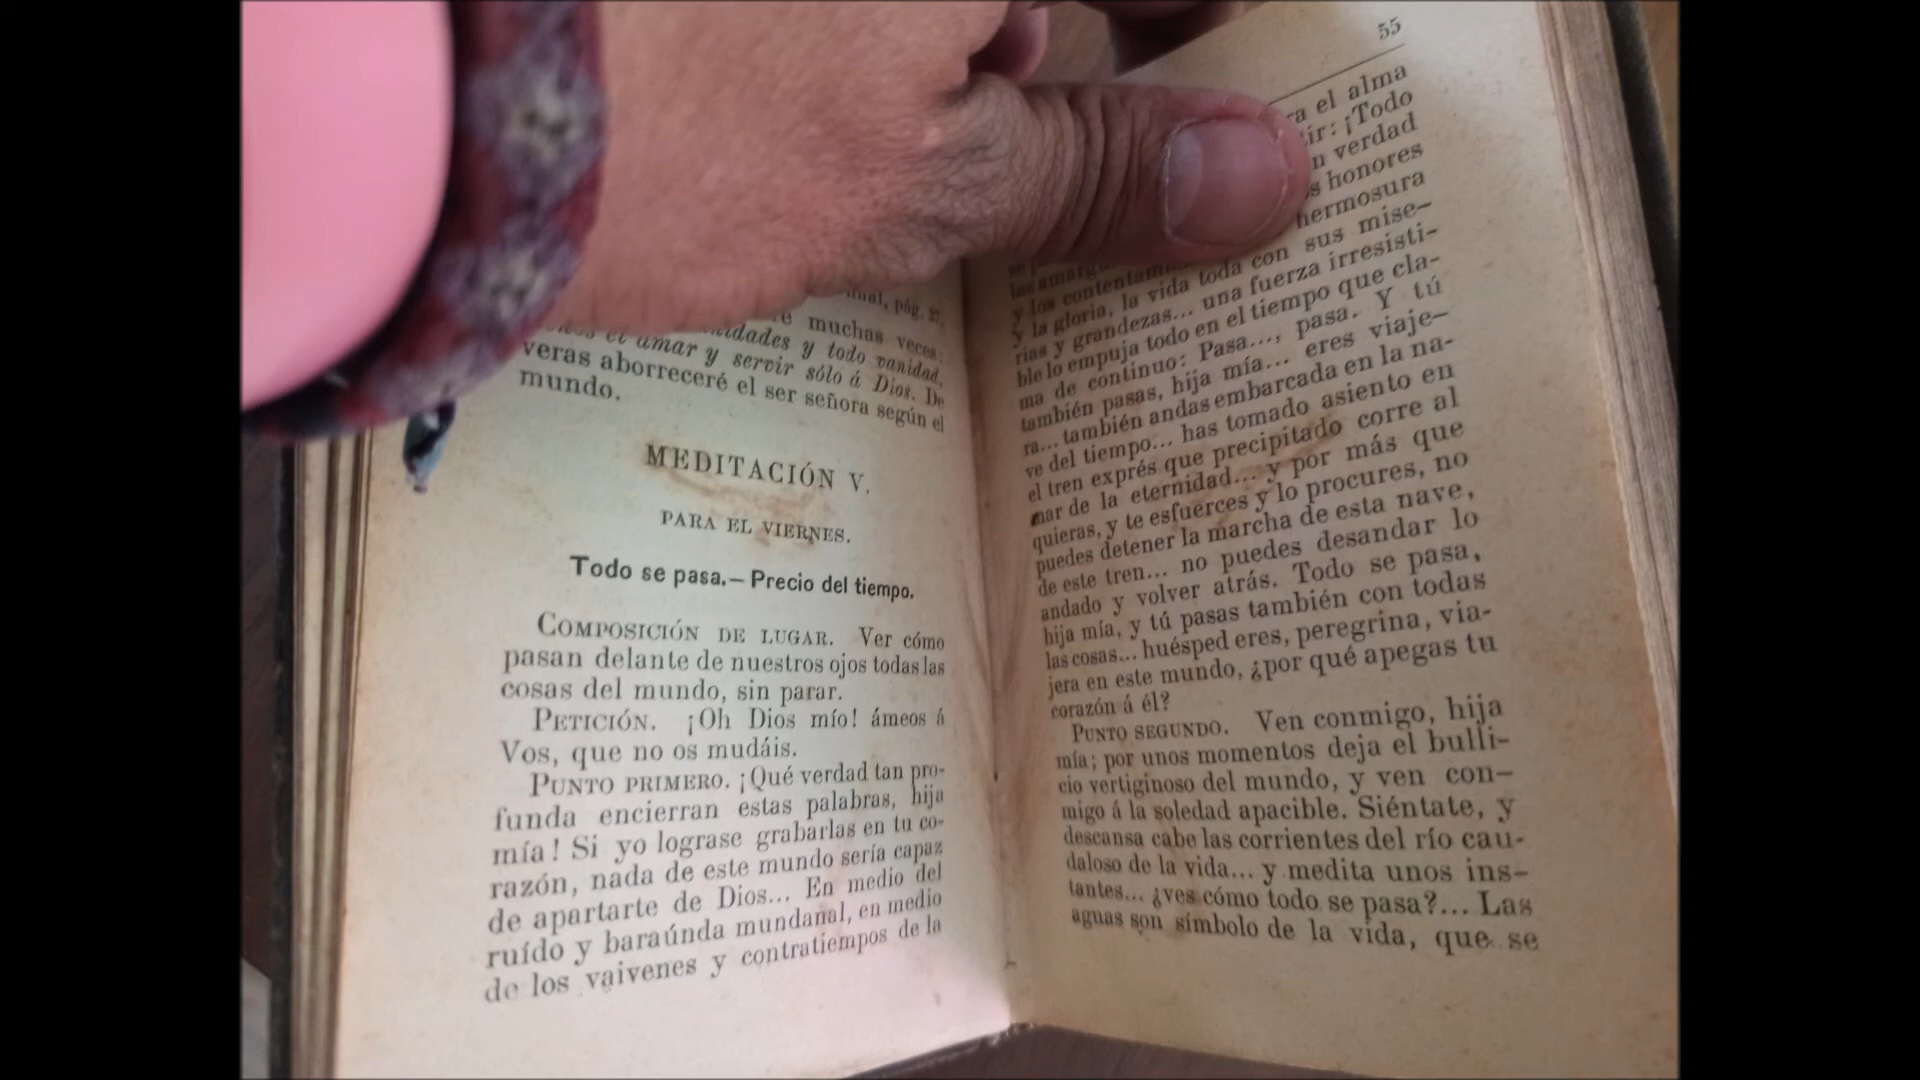 pág. 37.
muchas veces:
el amar y servir sólo á Dios. De
veras aborreceré el ser señora según el
mundo.
MEDITACIÓN V.
PARA EL VIERNES.
Todo se pasa.—Precio del tiempo.
COMPOSICIÓN DE LUGAR. Ver cómo
pasan delante de nuestros ojos todas las
cosas del mundo, sin parar.
PETICIÓN. ¡Oh Dios mío! ámeos á
Vos, que no os mudáis.
PUNTO PRIMERO. ¡Qué verdad tan pro-
funda encierran estas palabras, hija
mía! Si yo lograse grabarlas en tu co-
razón, nada de este mundo sería capaz
de apartarte de Dios... En medio del
ruído y baraúnda mundanal, en medio
de los vaivenes y contratiempos de la
55
el alma
¡Todo
verdad
honores
hermosura
y los
y la gloria, la vida toda con sus mise-
rias y grandezas... una fuerza irresisti-
ble lo empuja todo en el tiempo que cla-
ma de continuo: Pasa..., pasa. Y tú
también pasas, hija mía... eres viaje-
ra... también andas embarcada en la na-
ve del tiempo... has tomado asiento en
el tren exprés que precipitado corre al
mar de la eternidad... y por más que
quieras, y te esfuerces y lo procures, no
puedes detener la marcha de esta nave,
de este tren... no puedes desandar lo
andado y volver atrás. Todo se pasa,
hija mía, y tú pasas también con todas
las cosas... huésped eres, peregrina, via-
jera en este mundo, ¿por qué apegas tu
corazón á él?
PUNTO SEGUNDO. Ven conmigo, hija
mía; por unos momentos deja el bulli-
cio vertiginoso del mundo, y ven con-
migo á la soledad apacible. Siéntate, y
descansa cabe las corrientes del río cau-
daloso de la vida... y medita unos ins-
tantes... ¿ves cómo todo se pasa?... Las
aguas son símbolo de la vida, que se